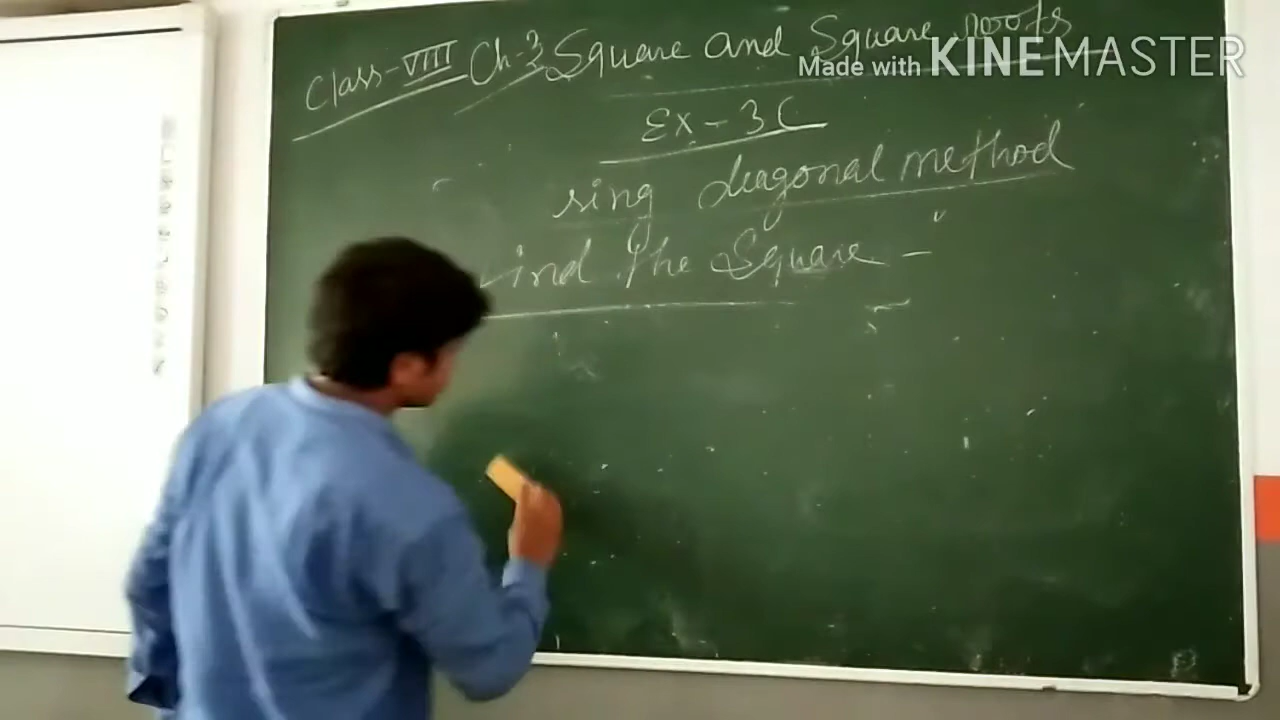 Class-VIII Ch-3 Square and Square roots
Made with KINEMASTER
Ex-3C
sing diagonal method
ind the Square -